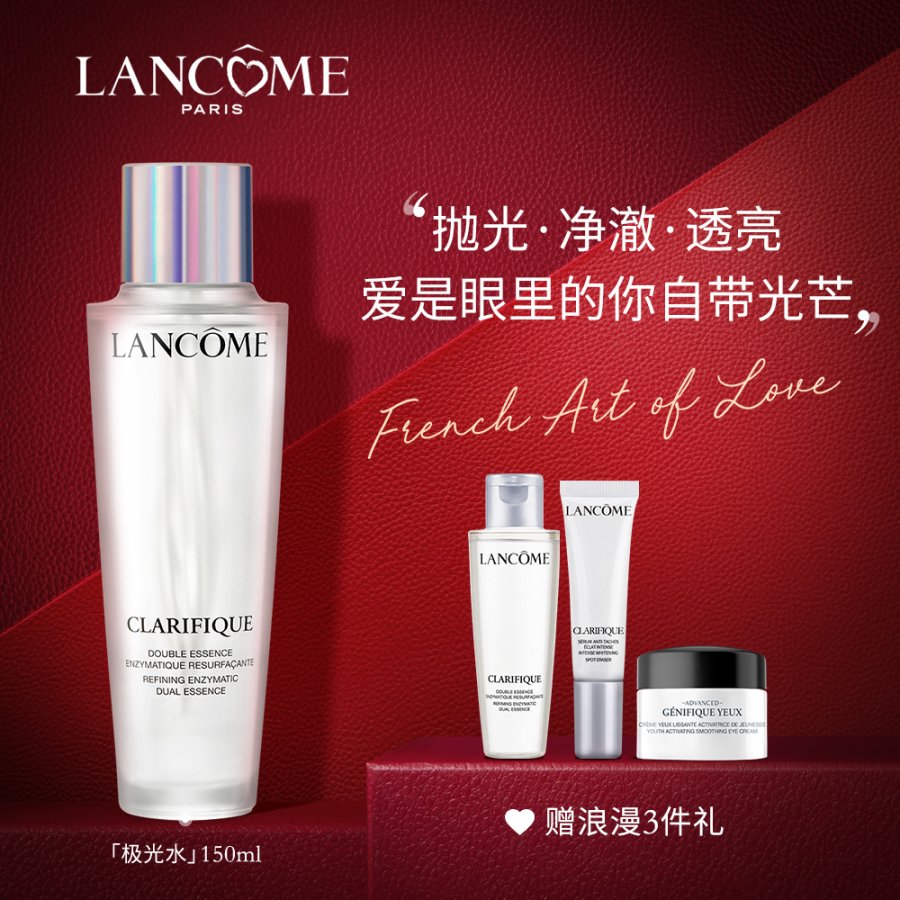 LANCÔME
PARIS
‘抛光·净澈·透亮
爱是眼里的你自带光芒’
French Art of Love
LANCÔME
CLARIFIQUE
DOUBLE ESSENCE
ENZYMATIQUE RESURFAÇANTE
REFINING ENZYMATIC
DUAL ESSENCE
「极光水」150ml
LANCÔME
CLARIFIQUE
DOUBLE ESSENCE
ENZYMATIQUE RESURFAÇANTE
REFINING ENZYMATIC
DUAL ESSENCE
LANCÔME
CLARIFIQUE
SÉRUM ANTI-TACHES
ÉCLAT INTENSE
INTENSE WHITENING
SPOT ERASER
-ADVANCED-
GÉNIFIQUE YEUX
CRÈME YEUX LISSANTE ACTIVATRICE DE JEUNESSE
YOUTH ACTIVATING SMOOTHING EYE CREAM
赠浪漫3件礼